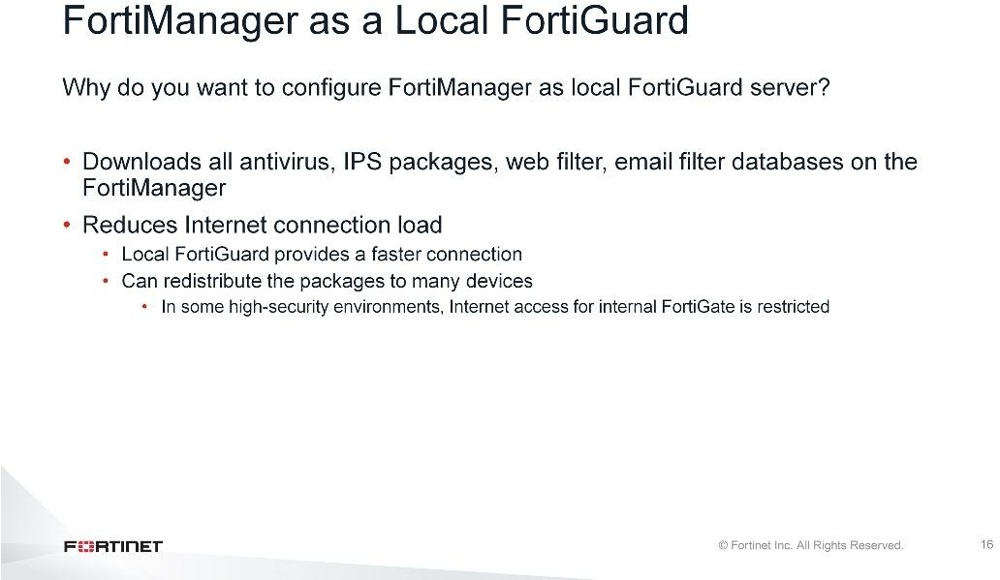 FortiManager as a Local FortiGuard
Why do you want to configure FortiManager as local FortiGuard server?
• Downloads all antivirus, IPS packages, web filter, email filter databases on the
FortiManager
• Reduces Internet connection load
• Local FortiGuard provides a faster connection
• Can redistribute the packages to many devices
• In some high-security environments, Internet access for internal FortiGate is restricted
FORTINET
© Fortinet Inc. All Rights Reserved.
16